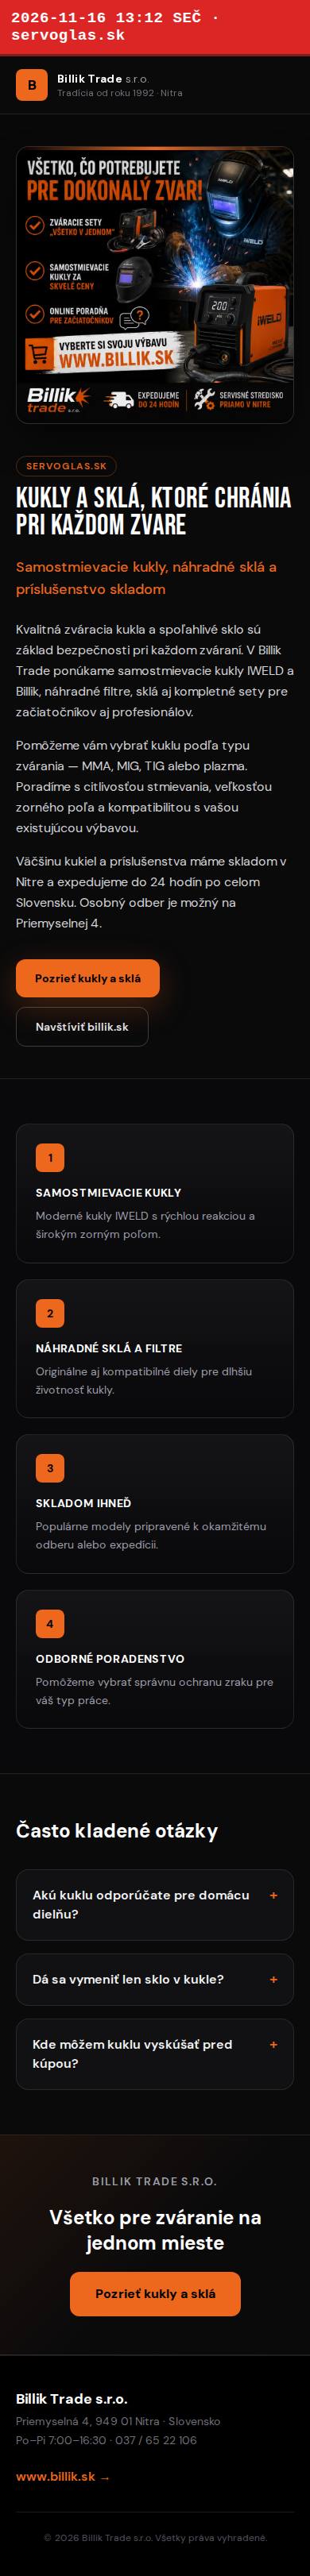 2026-11-16 13:12 SEČ ·
servoglas.sk
B
Billik Trade s.r.o.
Tradícia od roku 1992 · Nitra
VŠETKO, ČO POTREBUJETE
PRE DOKONALÝ ZVAR!
ZVÁRACIE SETY
„VŠETKO V JEDNOM"
SAMOSTMIEVACIE
KUKLY ZA
SKVELÉ CENY
ONLINE PORADŇA
PRE ZAČIATOČNÍKOV
VYBERTE SI SVOJU VÝBAVU
WWW.BILLIK.SK
iWELD
iWELD
Billik
trade s.r.o.
EXPEDUJEME
DO 24 HODÍN
SERVISNÉ STREDISKO
PRIAMO V NITRE
SERVOGLAS.SK
KUKLY A SKLÁ, KTORÉ CHRÁNIA
PRI KAŽDOM ZVARE
Samostmievacie kukly, náhradné sklá a
príslušenstvo skladom
Kvalitná zváracia kukla a spoľahlivé sklo sú
základ bezpečnosti pri každom zváraní. V Billik
Trade ponúkame samostmievacie kukly IWELD a
Billik, náhradné filtre, sklá aj kompletné sety pre
začiatočníkov aj profesionálov.
Pomôžeme vám vybrať kuklu podľa typu
zvárania — MMA, MIG, TIG alebo plazma.
Poradíme s citlivosťou stmievania, veľkosťou
zorného poľa a kompatibilitou s vašou
existujúcou výbavou.
Väčšinu kukiel a príslušenstva máme skladom v
Nitre a expedujeme do 24 hodín po celom
Slovensku. Osobný odber je možný na
Priemyselnej 4.
Pozrieť kukly a sklá
Navštíviť billik.sk
1
SAMOSTMIEVACIE KUKLY
Moderné kukly IWELD s rýchlou reakciou a
širokým zorným poľom.
2
NÁHRADNÉ SKLÁ A FILTRE
Originálne aj kompatibilné diely pre dlhšiu
životnosť kukly.
3
SKLADOM IHNEĎ
Populárne modely pripravené k okamžitému
odberu alebo expedícii.
4
ODBORNÉ PORADENSTVO
Pomôžeme vybrať správnu ochranu zraku pre
váš typ práce.
Často kladené otázky
Akú kuklu odporúčate pre domácu
dielňu?
+
Dá sa vymeniť len sklo v kukle?
+
Kde môžem kuklu vyskúšať pred
kúpou?
+
BILLIK TRADE S.R.O.
Všetko pre zváranie na
jednom mieste
Pozrieť kukly a sklá
Billik Trade s.r.o.
Priemyselná 4, 949 01 Nitra · Slovensko
Po–Pi 7:00–16:30 · 037 / 65 22 106
www.billik.sk →
© 2026 Billik Trade s.r.o. Všetky práva vyhradené.